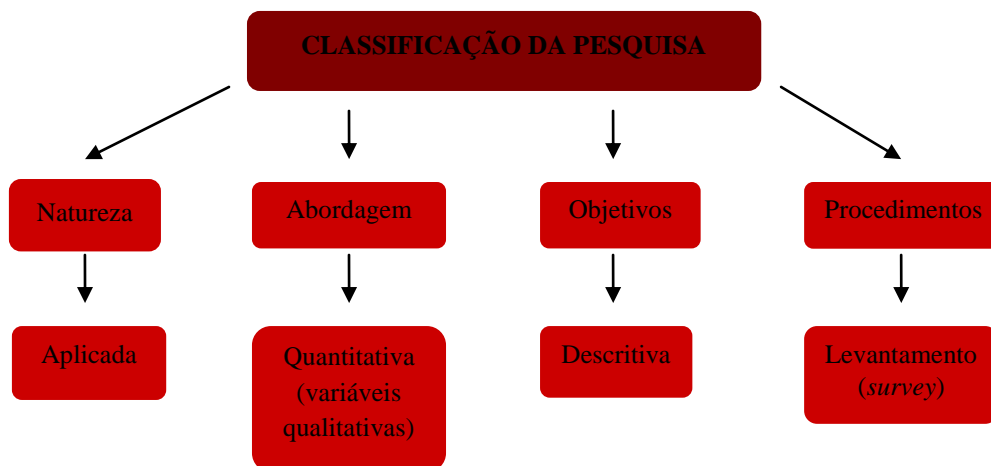 CLASSIFICAÇÃO DA PESQUISA
Natureza
Abordagem
Objetivos
Procedimentos
Aplicada
Quantitativa
(variáveis
qualitativas)
Descritiva
Levantamento
(survey)